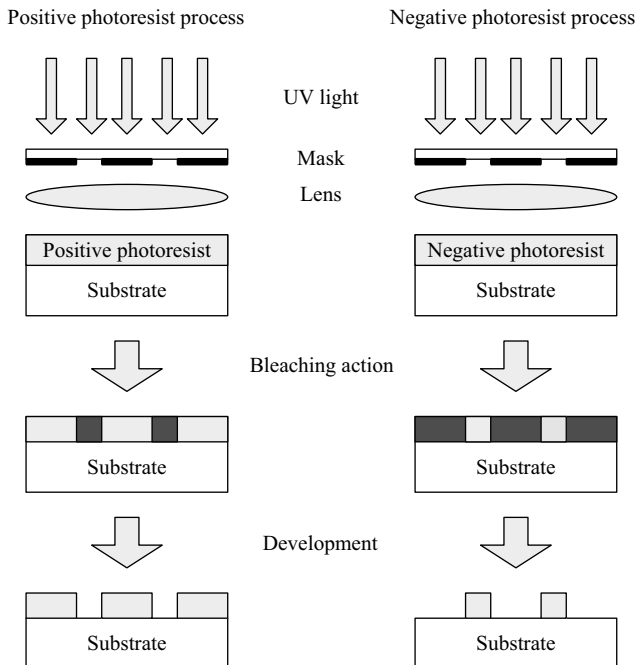 Positive photoresist process
Negative photoresist process
UV light
Mask
Lens
Positive photoresist
Negative photoresist
Substrate
Substrate
Bleaching action
Substrate
Substrate
Development
Substrate
Substrate